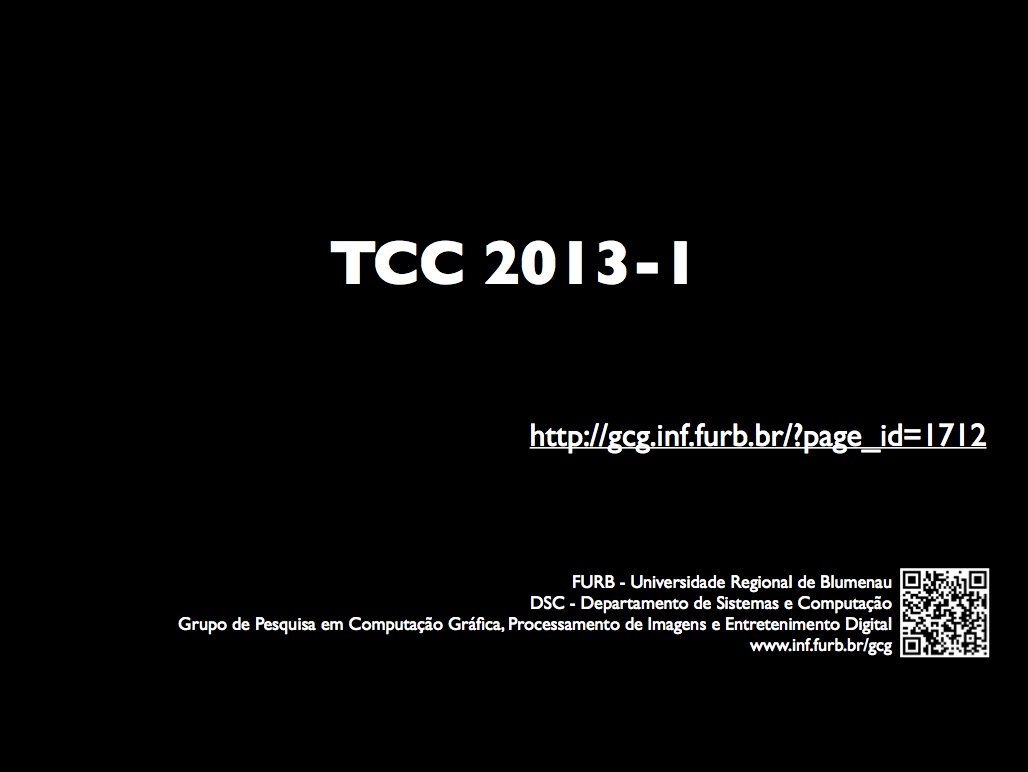 TCC 2013-1
http://gcg.inf.furb.br/?page_id=1712
FURB - Universidade Regional de Blumenau
DSC - Departamento de Sistemas e Computação
Grupo de Pesquisa em Computação Gráfica, Processamento de Imagens e Entretenimento Digital
www.inf.furb.br/gcg